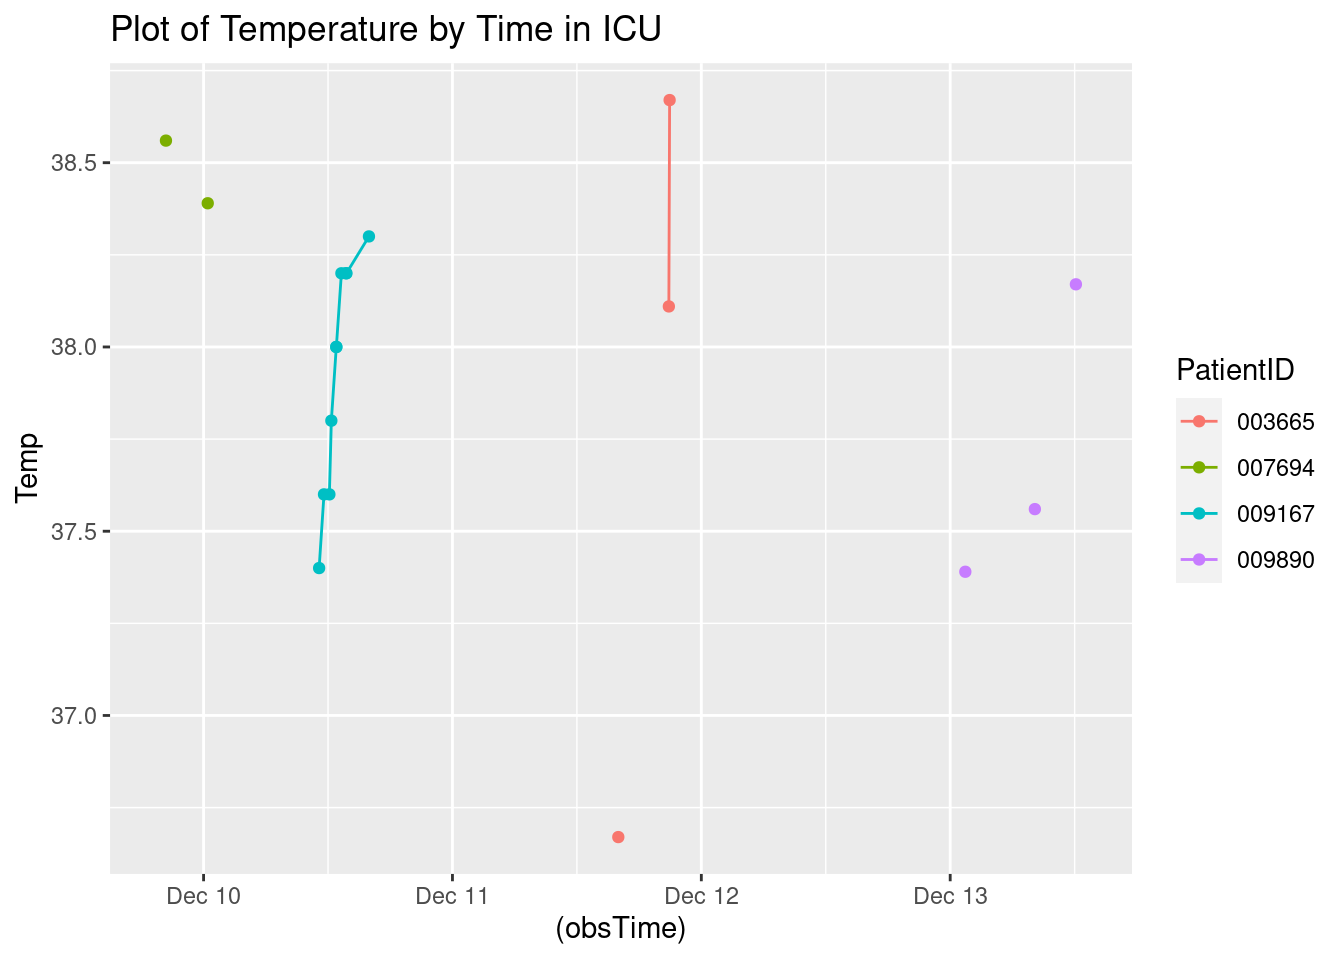 Plot of Temperature by Time in ICU
38.5
38.0
37.5
37.0
Temp
Dec 10
Dec 11
Dec 12
Dec 13
(obsTime)
PatientID
003665
007694
009167
009890